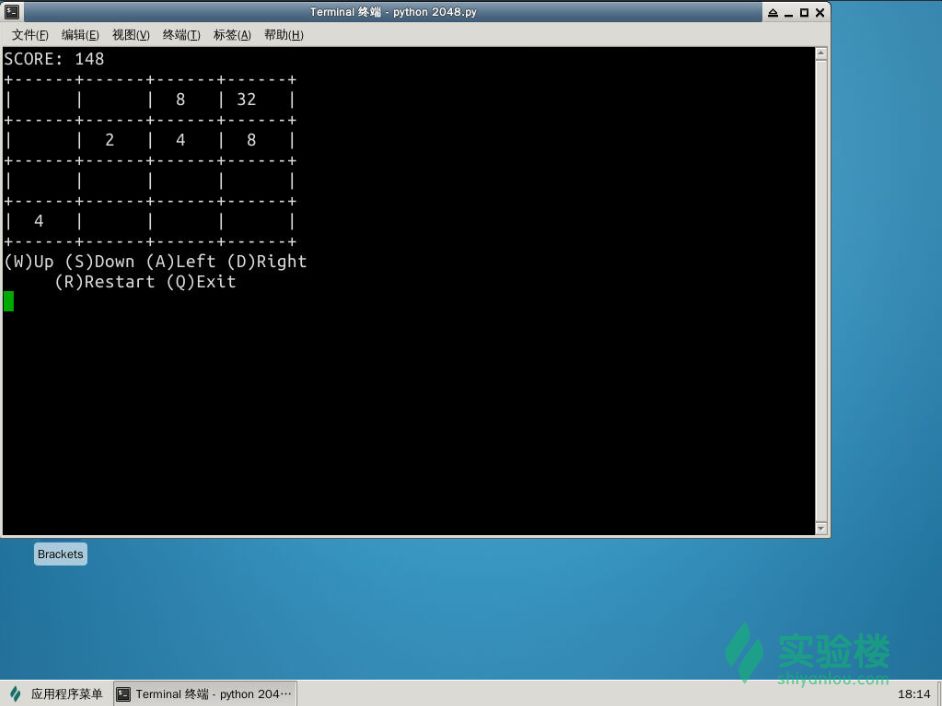 Terminal 终端 - python 2048.py
文件(F) 编辑(E) 视图(V) 终端(T) 标签(A) 帮助(H)
SCORE: 148
+------+------+------+------+
|      |      |  8   | 32   |
+------+------+------+------+
|      |  2   |  4   |  8   |
+------+------+------+------+
|      |      |      |      |
+------+------+------+------+
|  4   |      |      |      |
+------+------+------+------+
(W)Up (S)Down (A)Left (D)Right
     (R)Restart (Q)Exit
Brackets
实验楼
shiyanlou.com
应用程序菜单 Terminal 终端 - python 204··· 18:14